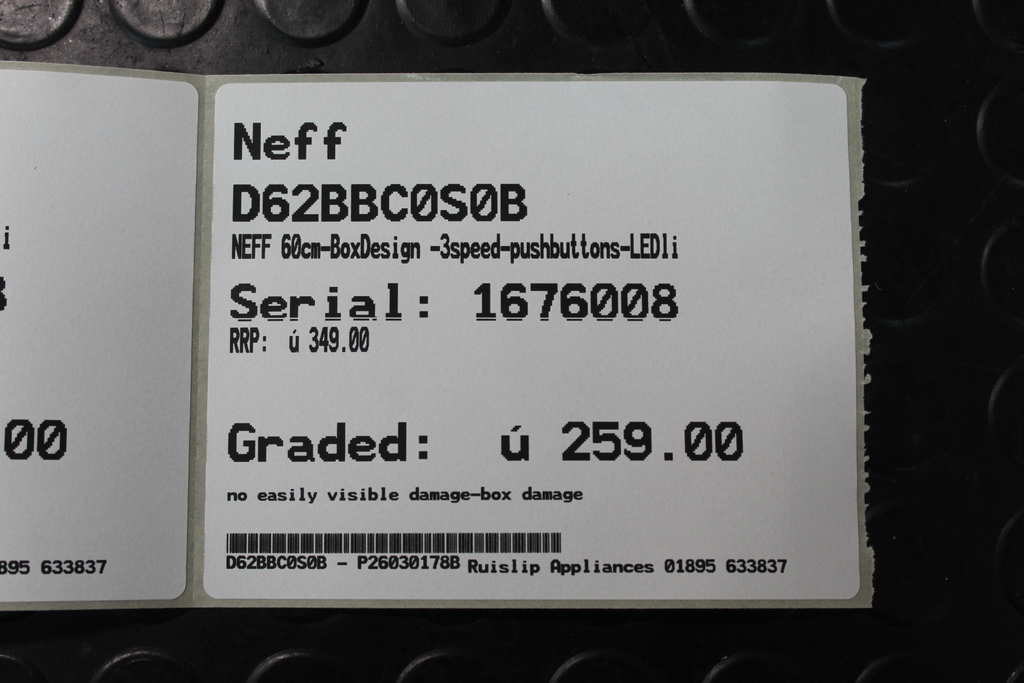 Neff
D62BBC0S0B
NEFF 60cm-BoxDesign -3speed-pushbuttons-LEDli
Serial: 1676008
RRP: ú 349.00
Graded: ú 259.00
no easily visible damage-box damage
D62BBC0S0B - P26030178B Ruislip Appliances 01895 633837
i
00
895 633837